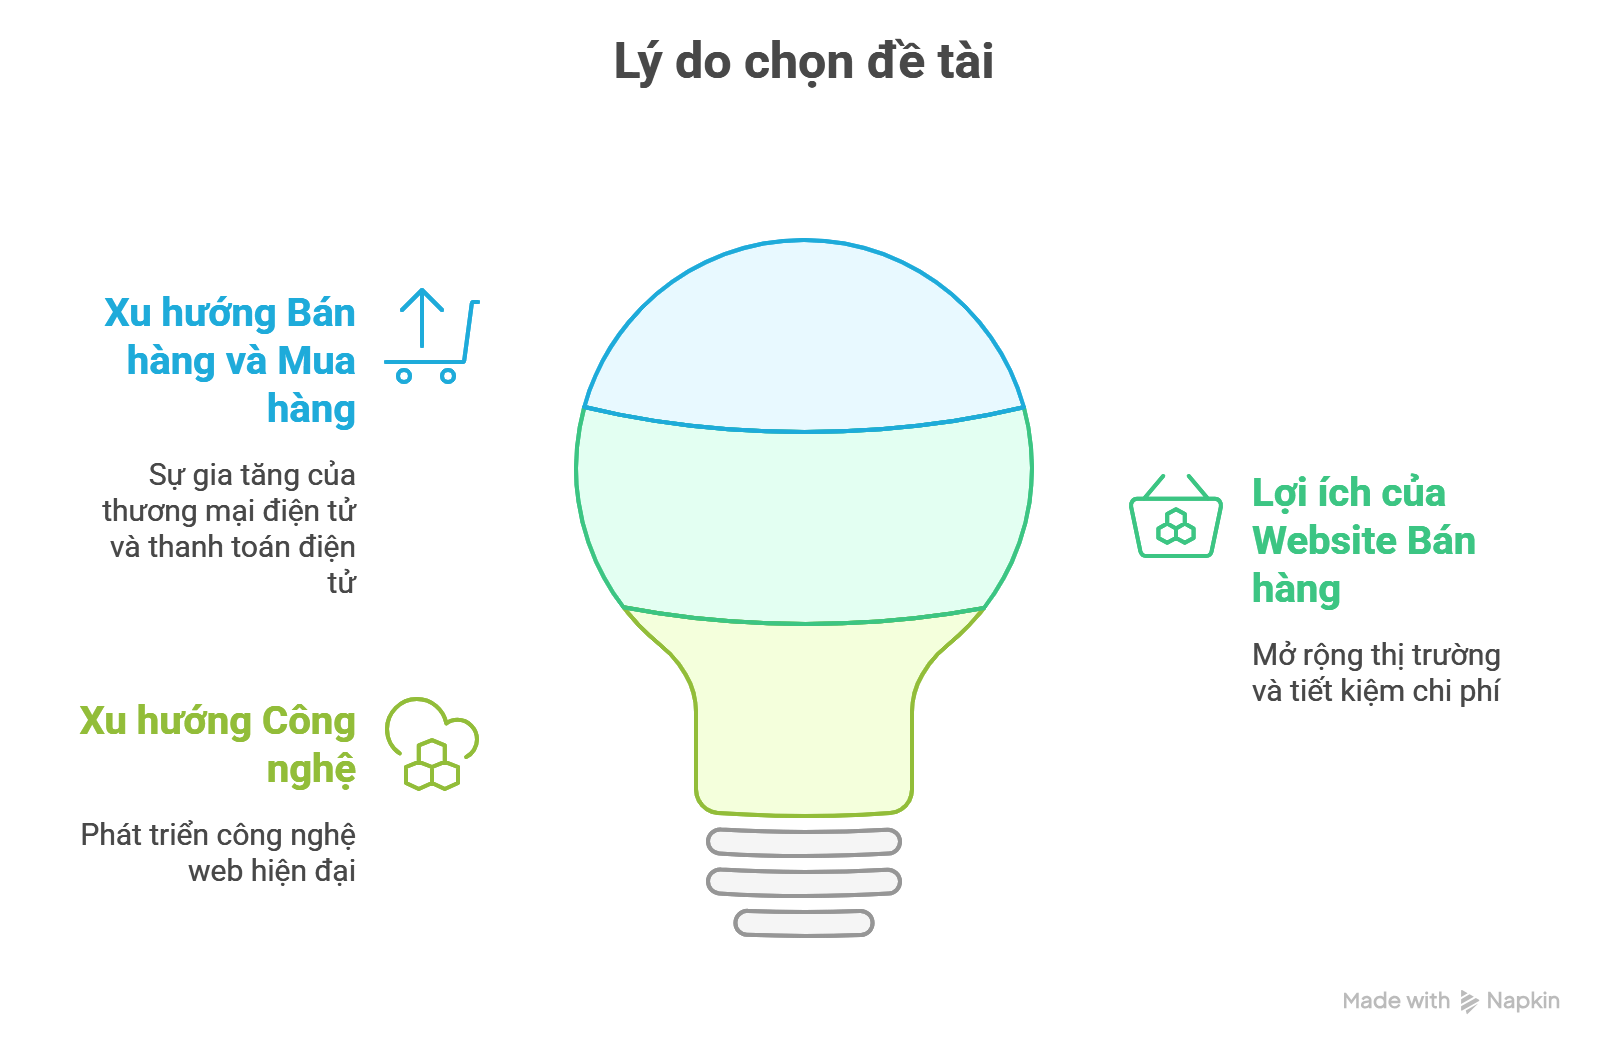 Lý do chọn đề tài
Xu hướng Bán
hàng và Mua
hàng
Sự gia tăng của
thương mại điện tử
và thanh toán điện
tử
Lợi ích của
Website Bán
hàng
Mở rộng thị trường
và tiết kiệm chi phí
Xu hướng Công
nghệ
Phát triển công nghệ
web hiện đại
Made with Napkin